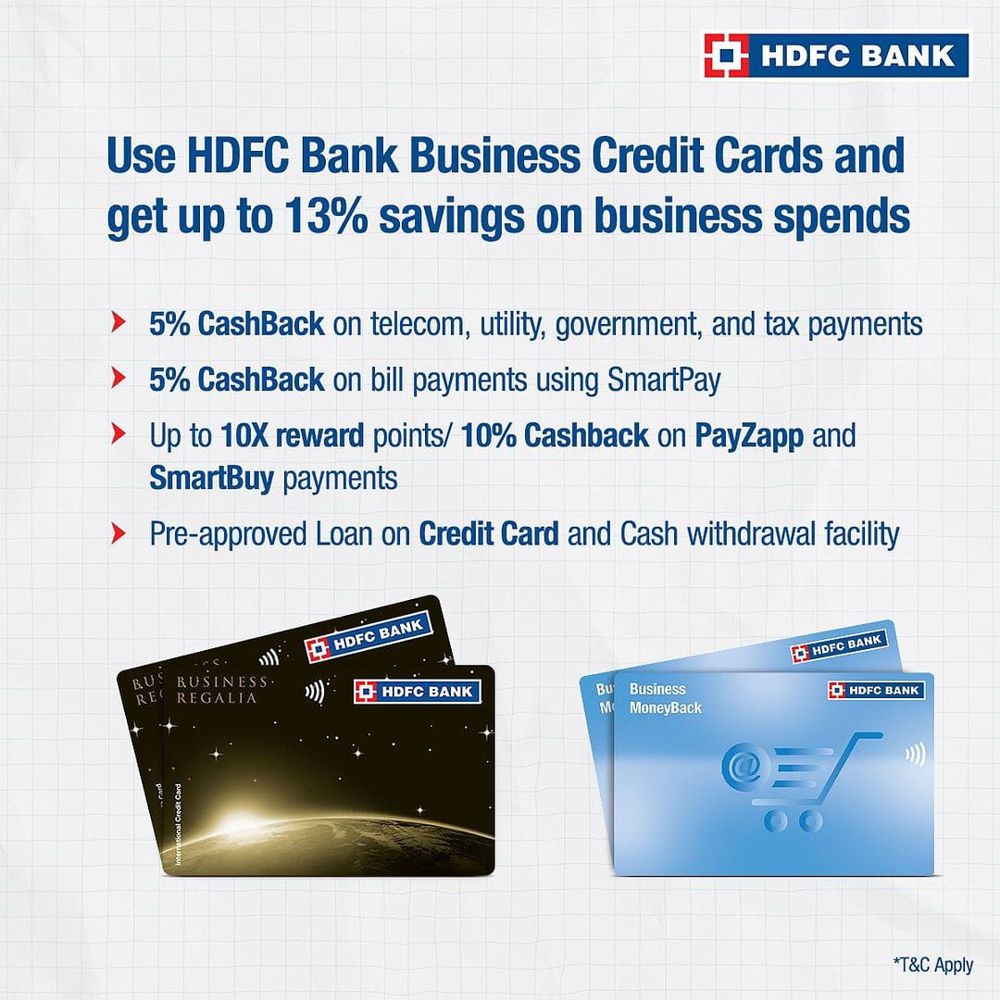 HDFC BANK
Use HDFC Bank Business Credit Cards and
get up to 13% savings on business spends
5% CashBack on telecom, utility, government, and tax payments
5% CashBack on bill payments using SmartPay
Up to 10X reward points/ 10% Cashback on PayZapp and
SmartBuy payments
Pre-approved Loan on Credit Card and Cash withdrawal facility
HDFC BANK
BUSINESS
REGALIA
HDFC BANK
International Credit Card
HDFC BANK
Business
MoneyBack
HDFC BANK
*T&C Apply